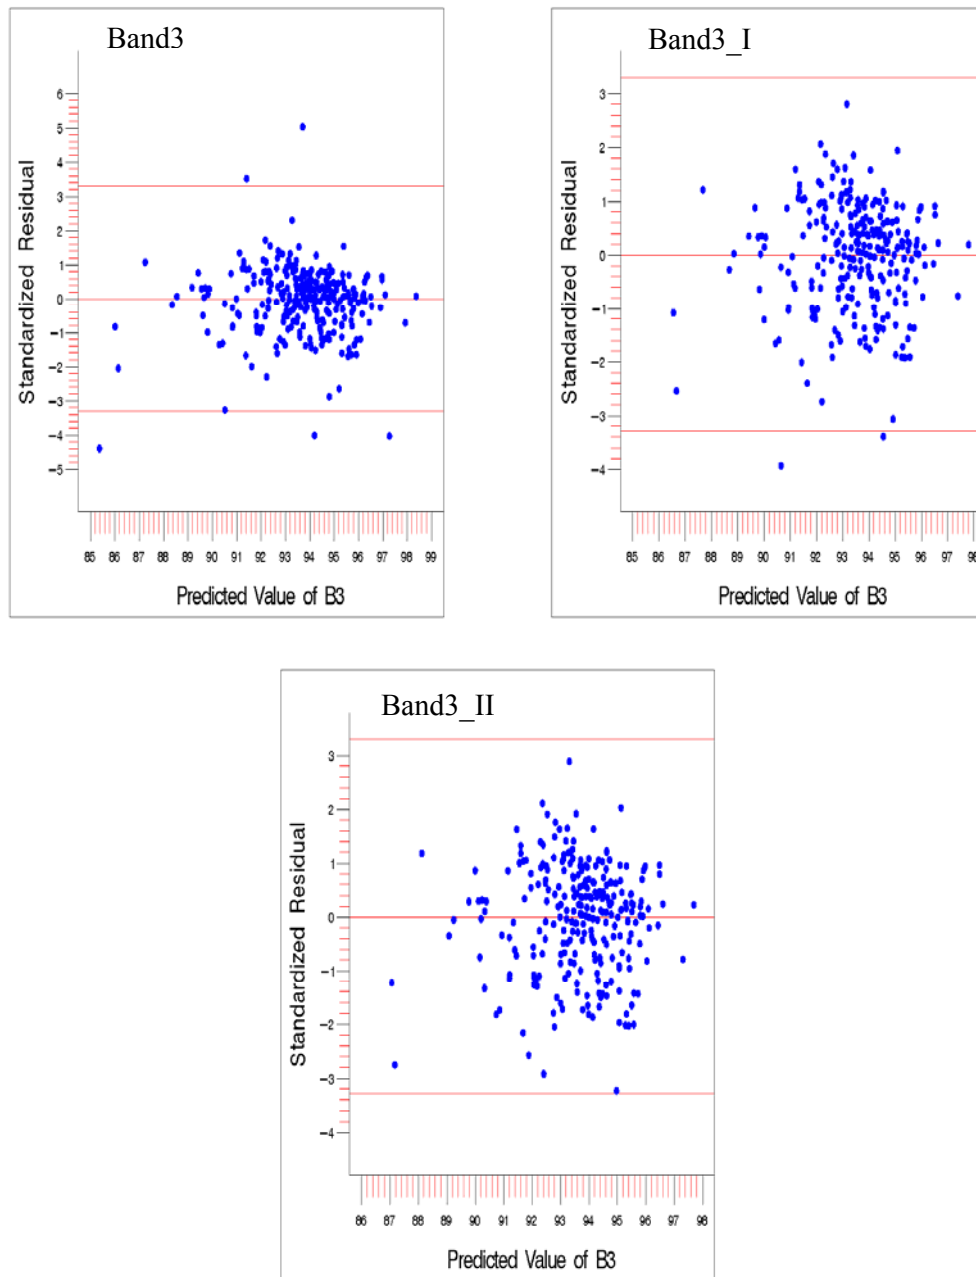 Band3
6
5
4
3
2
1
0
−1
−2
−3
−4
−5
Standardized Residual
85 86 87 88 89 90 91 92 93 94 95 96 97 98 99
Predicted Value of B3
Band3_I
3
2
1
0
−1
−2
−3
−4
Standardized Residual
85 86 87 88 89 90 91 92 93 94 95 96 97 98
Predicted Value of B3
Band3_II
3
2
1
0
−1
−2
−3
−4
Standardized Residual
86 87 88 89 90 91 92 93 94 95 96 97 98
Predicted Value of B3